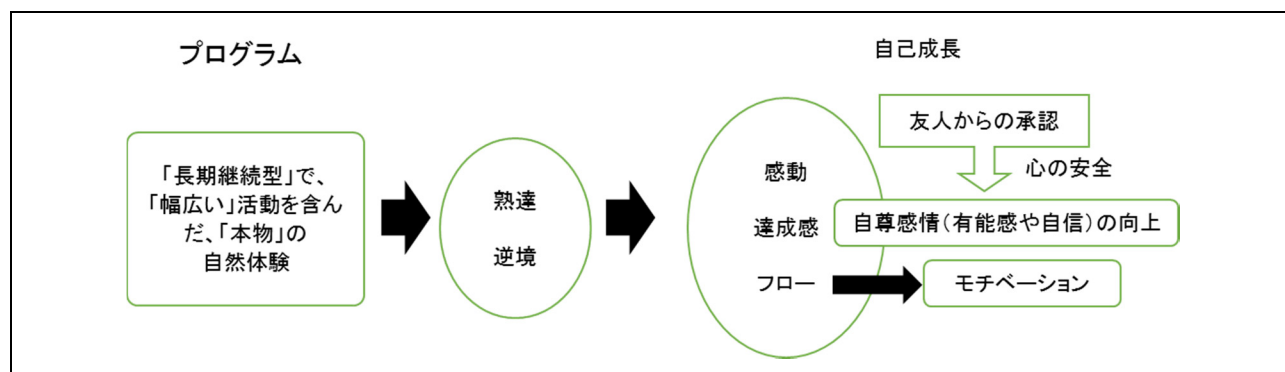 プログラム
「長期継続型」で、
「幅広い」活動を含ん
だ、「本物」の
自然体験
熟達
逆境
自己成長
友人からの承認
心の安全
感動
達成感
自尊感情(有能感や自信)の向上
フロー
モチベーション